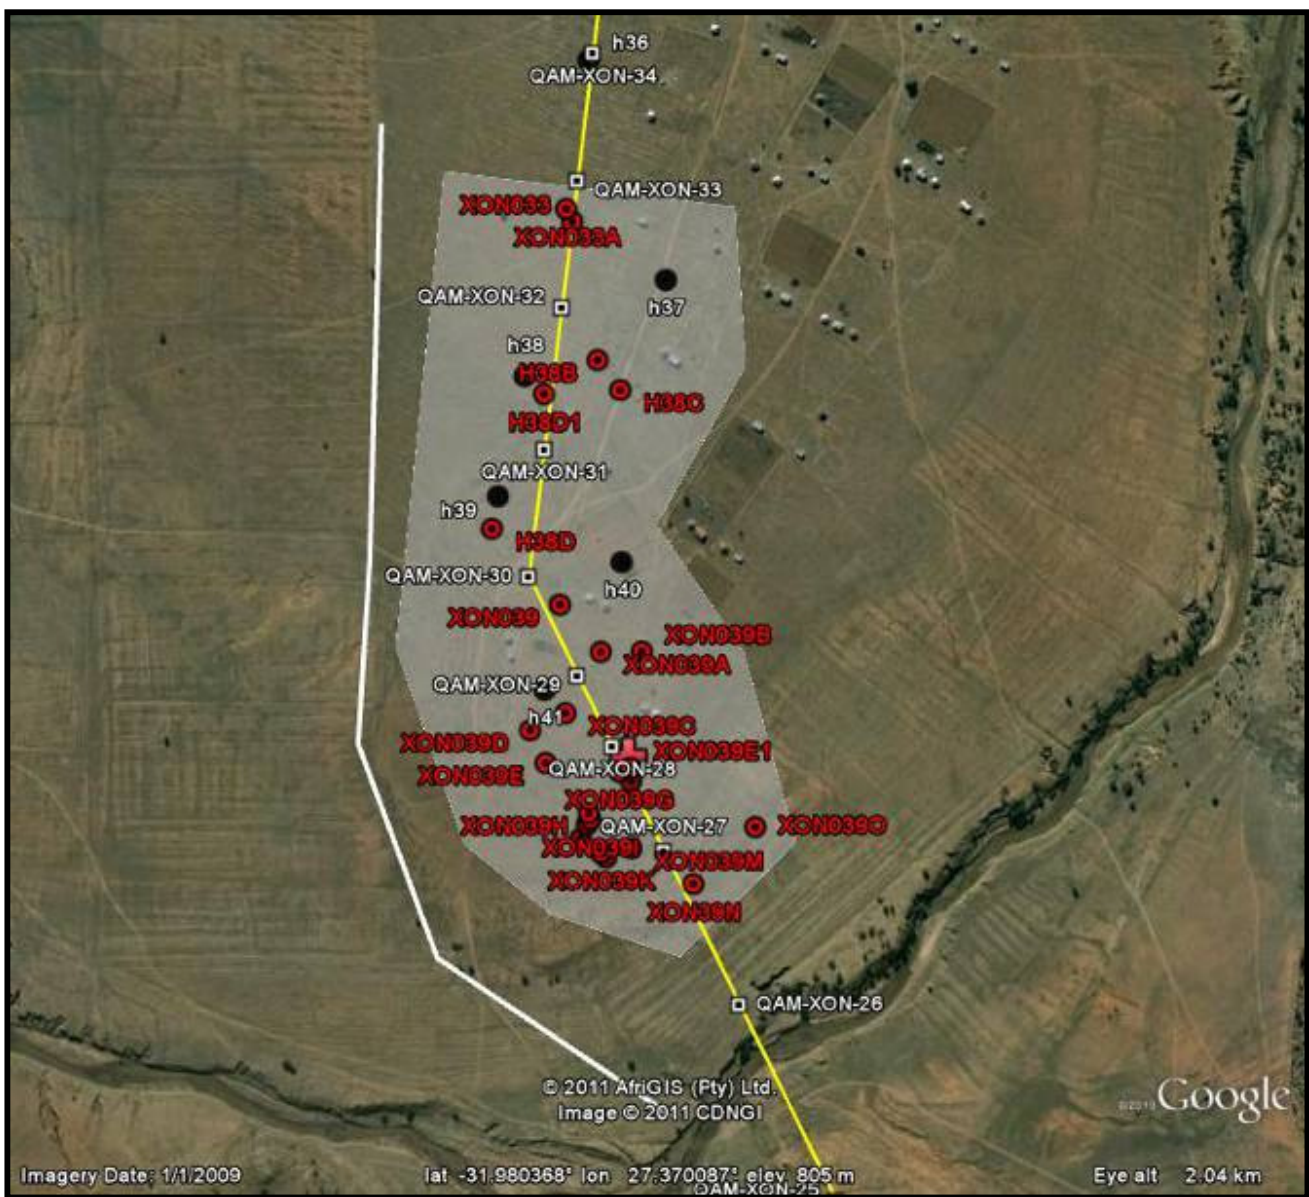 h36
QAM-XON-34
QAM-XON-33
XON033
XON033A
h37
QAM-XON-32
h38
H38B
H38C
H38D1
QAM-XON-31
h39
H38D
QAM-XON-30
h40
XON039
XON039B
XON039A
QAM-XON-29
h41
XON039C
XON039D
XON039E1
XON039E
QAM-XON-28
XON039G
XON039H
QAM-XON-27
XON039O
XON039I
XON039M
XON039K
XON39N
QAM-XON-26
© 2011 AfriGIS (Pty) Ltd.
Image © 2011 CDNGI
©2010 Google
Imagery Date: 1/1/2009
lat -31.980368° lon 27.370087° elev 805 m
Eye alt 2.04 km
QAM-XON-25